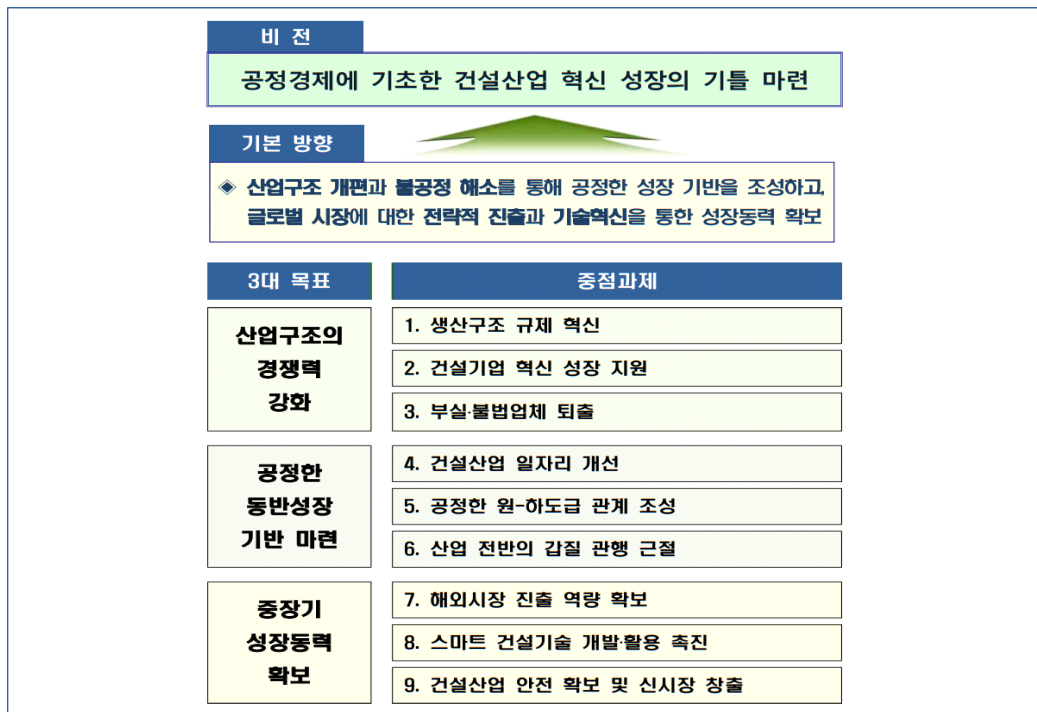 비 전
공정경제에 기초한 건설산업 혁신 성장의 기틀 마련
기본 방향
◈ 산업구조 개편과 불공정 해소를 통해 공정한 성장 기반을 조성하고,
글로벌 시장에 대한 전략적 진출과 기술혁신을 통한 성장동력 확보
3대 목표
중점과제
산업구조의
경쟁력
강화
1. 생산구조 규제 혁신
2. 건설기업 혁신 성장 지원
3. 부실·불법업체 퇴출
공정한
동반성장
기반 마련
4. 건설산업 일자리 개선
5. 공정한 원-하도급 관계 조성
6. 산업 전반의 갑질 관행 근절
중장기
성장동력
확보
7. 해외시장 진출 역량 확보
8. 스마트 건설기술 개발·활용 촉진
9. 건설산업 안전 확보 및 신시장 창출